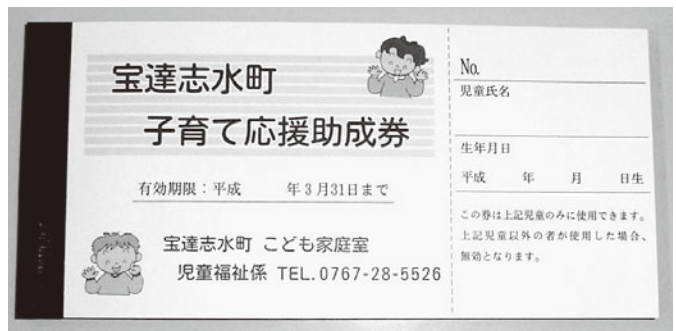 宝達志水町
子育て応援助成券
有効期限：平成　　年３月31日まで
宝達志水町 こども家庭室
児童福祉係 TEL.0767-28-5526
No.
児童氏名
生年月日
平成　　年　　月　　日生
この券は上記児童のみに使用できます。
上記児童以外の者が使用した場合、
無効となります。